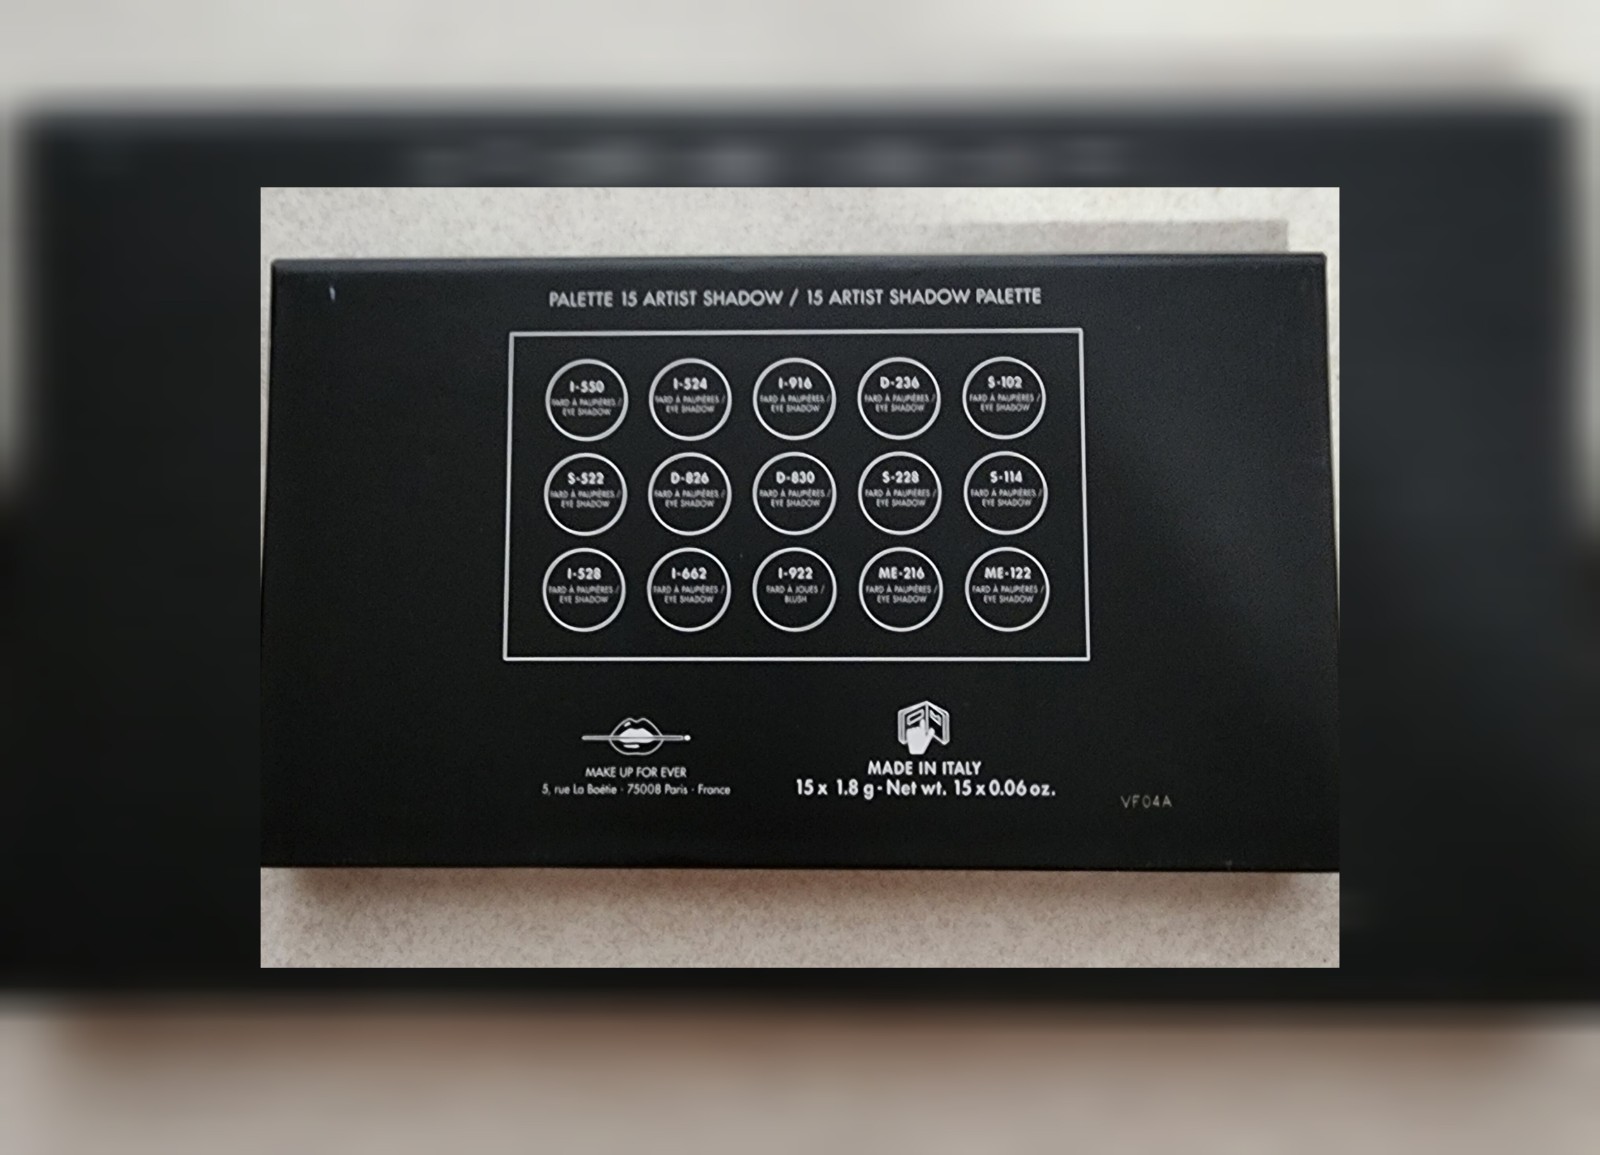 PALETTE 15 ARTIST SHADOW / 15 ARTIST SHADOW PALETTE
I-550
FARD À PAUPIÈRES /
EYE SHADOW
I-524
FARD À PAUPIÈRES /
EYE SHADOW
I-916
FARD À PAUPIÈRES /
EYE SHADOW
D-236
FARD À PAUPIÈRES /
EYE SHADOW
S-102
FARD À PAUPIÈRES /
EYE SHADOW
S-522
FARD À PAUPIÈRES /
EYE SHADOW
D-826
FARD À PAUPIÈRES /
EYE SHADOW
D-830
FARD À PAUPIÈRES /
EYE SHADOW
S-228
FARD À PAUPIÈRES /
EYE SHADOW
S-114
FARD À PAUPIÈRES /
EYE SHADOW
I-528
FARD À PAUPIÈRES /
EYE SHADOW
I-662
FARD À PAUPIÈRES /
EYE SHADOW
I-922
FARD À JOUES /
BLUSH
ME-216
FARD À PAUPIÈRES /
EYE SHADOW
ME-122
FARD À PAUPIÈRES /
EYE SHADOW
MAKE UP FOR EVER
5, rue La Boétie · 75008 Paris · France
MADE IN ITALY
15 x 1.8 g - Net wt. 15 x 0.06 oz.
VF04A